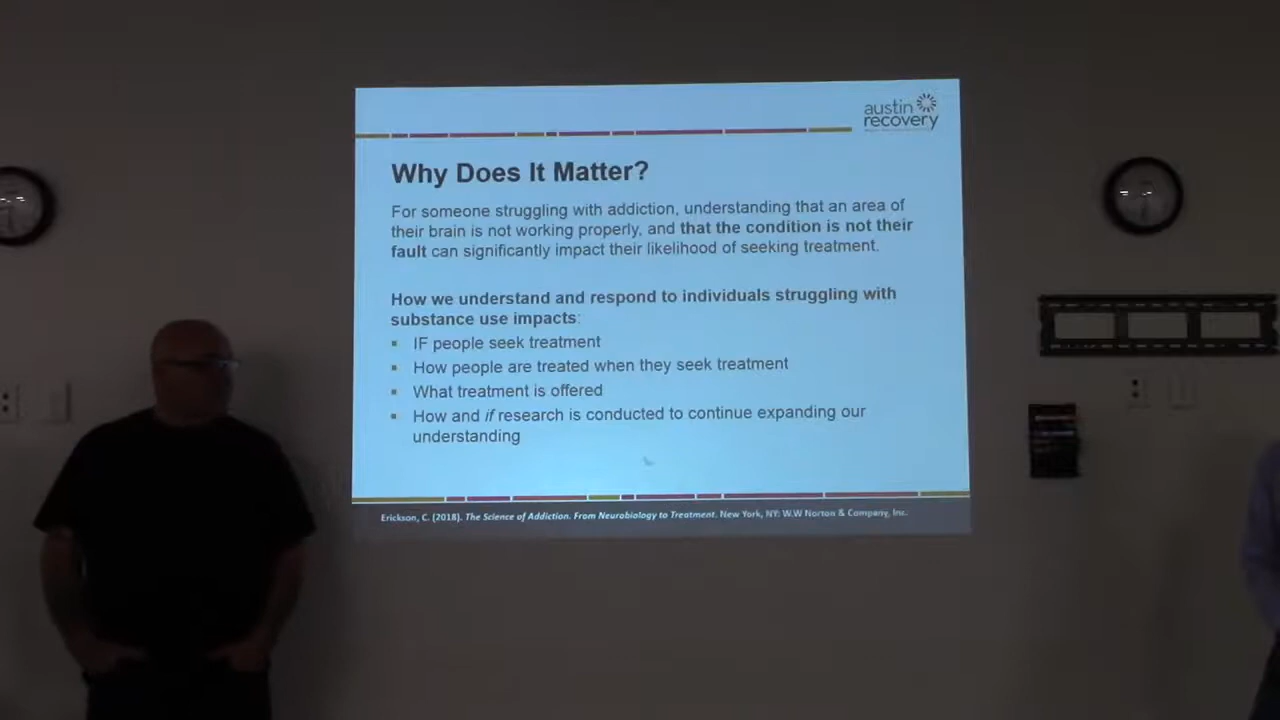 austin
recovery
Why Does It Matter?
For someone struggling with addiction, understanding that an area of
their brain is not working properly, and that the condition is not their
fault can significantly impact their likelihood of seeking treatment.
How we understand and respond to individuals struggling with
substance use impacts:
▪ IF people seek treatment
▪ How people are treated when they seek treatment
▪ What treatment is offered
▪ How and if research is conducted to continue expanding our
understanding
Erickson, C. (2018). The Science of Addiction. From Neurobiology to Treatment. New York, NY: W.W Norton & Company, Inc.